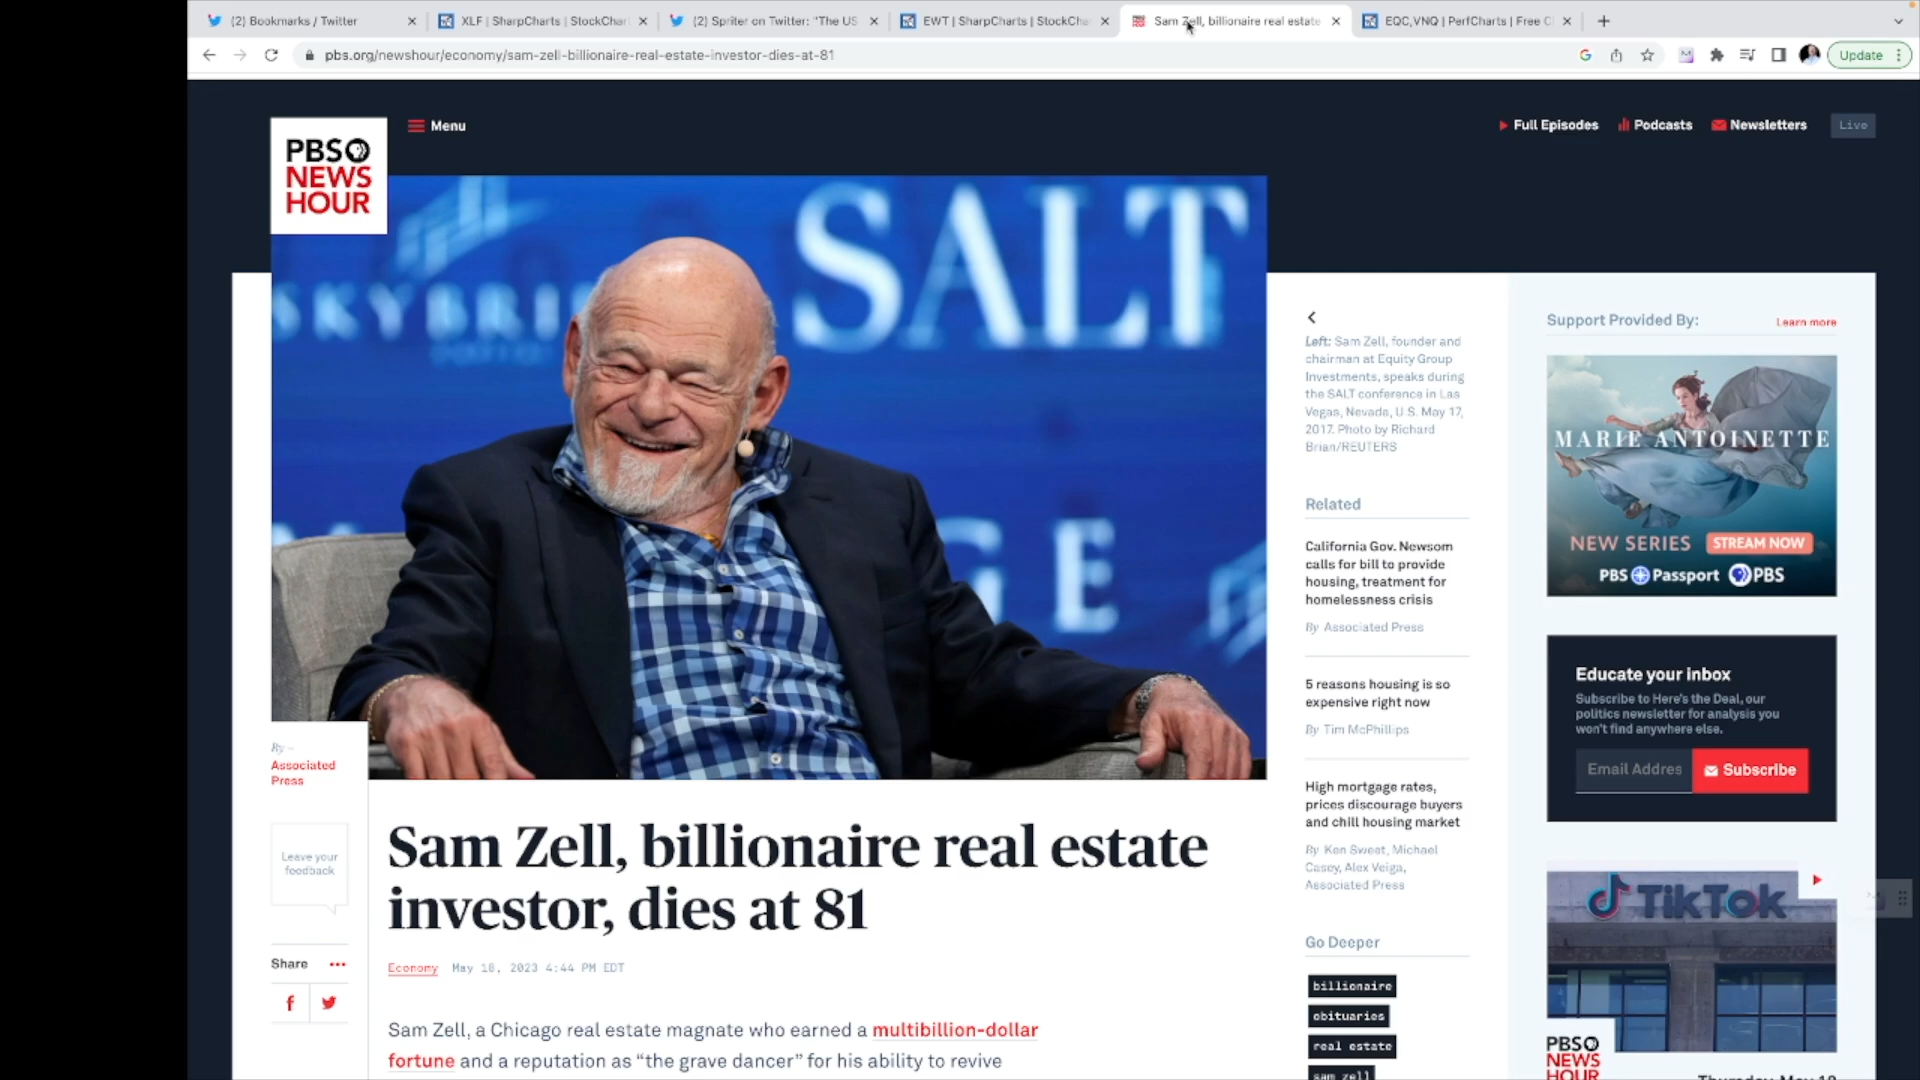 (2) Bookmarks / Twitter
XLF | SharpCharts | StockChar
(2) Spriter on Twitter: "The US
EWT | SharpCharts | StockCha
Sam Zell, billionaire real estate
EQC,VNQ | PerfCharts | Free C
pbs.org/newshour/economy/sam-zell-billionaire-real-estate-investor-dies-at-81
Update
PBS
NEWS
HOUR
Menu
Full Episodes
Podcasts
Newsletters
Live
SKYBRI
SALT
GE
Left: Sam Zell, founder and
chairman at Equity Group
Investments, speaks during
the SALT conference in Las
Vegas, Nevada, U.S. May 17,
2017. Photo by Richard
Brian/REUTERS
Related
California Gov. Newsom
calls for bill to provide
housing, treatment for
homelessness crisis
By Associated Press
5 reasons housing is so
expensive right now
By Tim McPhillips
High mortgage rates,
prices discourage buyers
and chill housing market
By Ken Sweet, Michael
Casey, Alex Veiga,
Associated Press
Go Deeper
billionaire
obituaries
real estate
sam zell
Support Provided By:
Learn more
MARIE ANTOINETTE
NEW SERIES STREAM NOW
PBS Passport PBS
Educate your inbox
Subscribe to Here's the Deal, our
politics newsletter for analysis you
won't find anywhere else.
Email Addres
Subscribe
TikTok
PBS
NEWS
HOUR
Thursday, May 18
By –
Associated
Press
Leave your
feedback
Share
Sam Zell, billionaire real estate
investor, dies at 81
Economy May 18, 2023 4:44 PM EDT
Sam Zell, a Chicago real estate magnate who earned a multibillion-dollar
fortune and a reputation as “the grave dancer” for his ability to revive